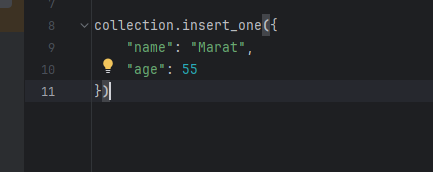 7
8 collection.insert_one({
9 "name": "Marat",
10 "age": 55
11 })